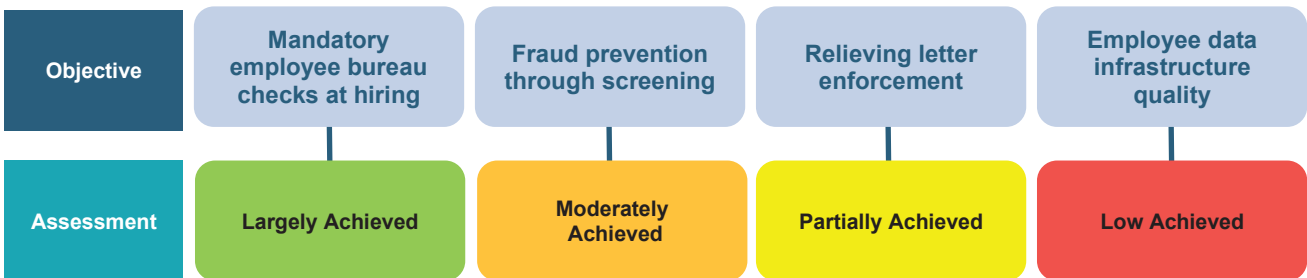 Objective
Mandatory
employee bureau
checks at hiring
Fraud prevention
through screening
Relieving letter
enforcement
Employee data
infrastructure
quality
Assessment
Largely Achieved
Moderately
Achieved
Partially Achieved
Low Achieved